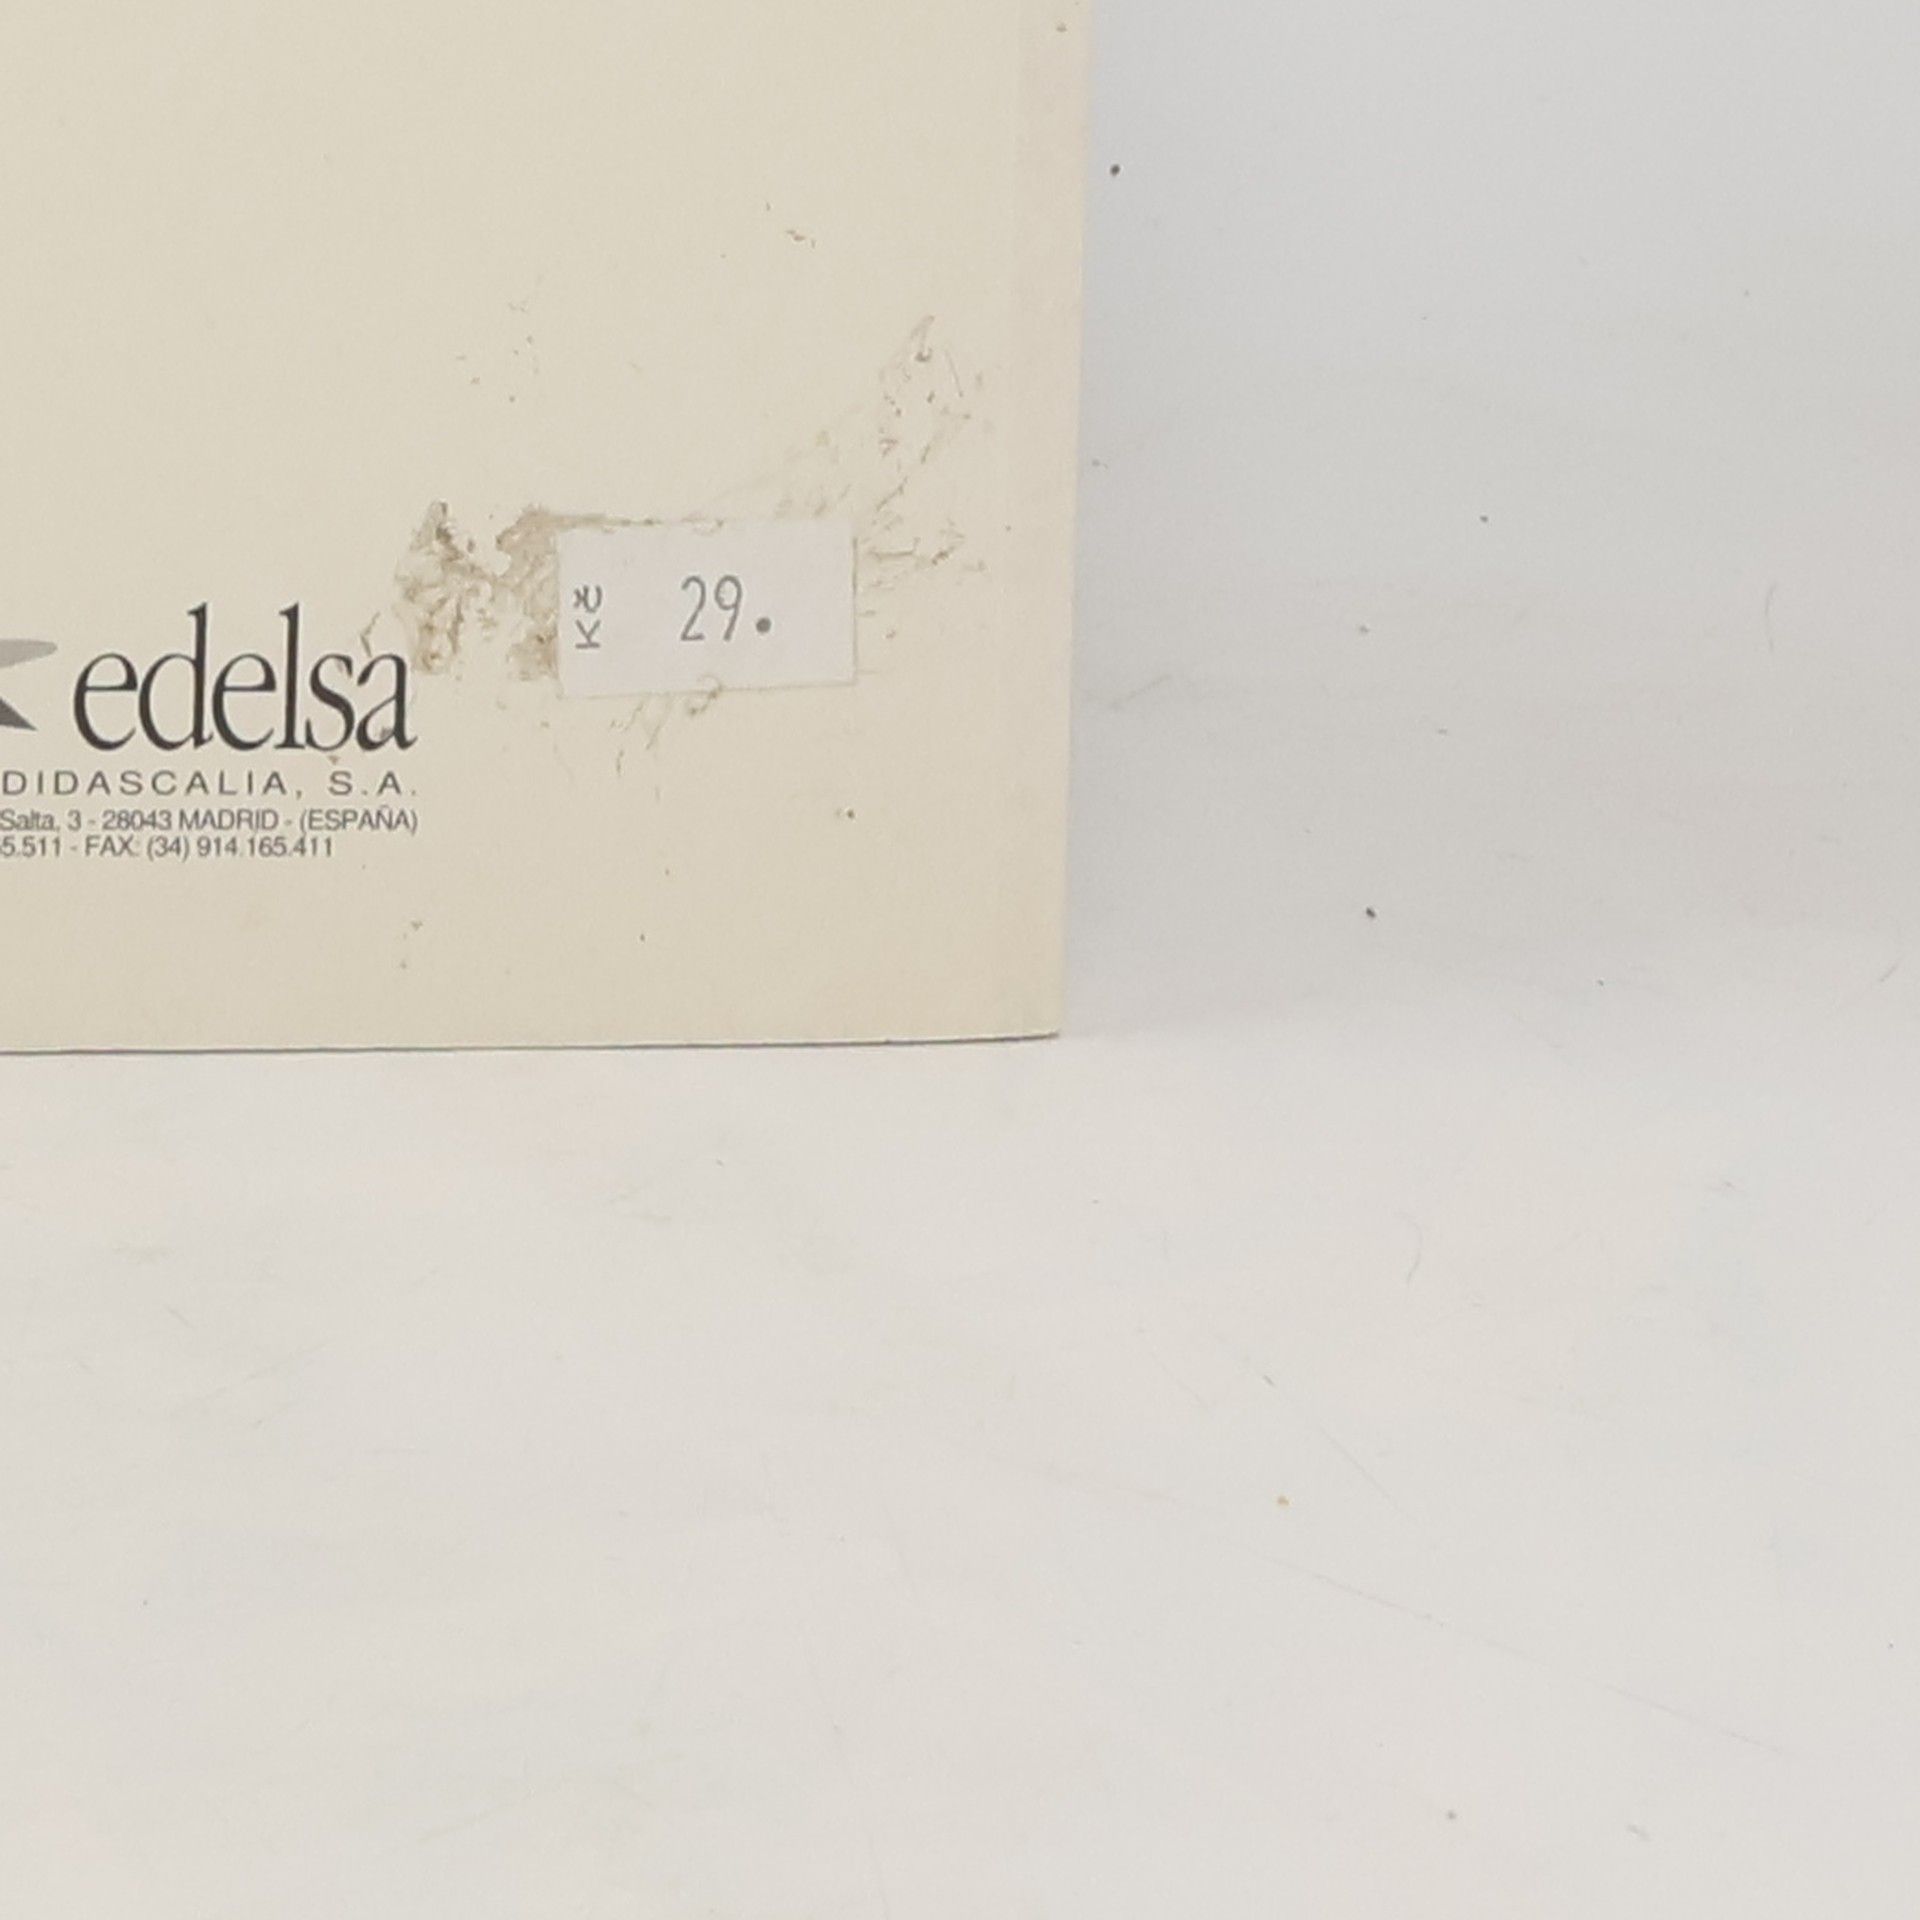 Kč 29.
edelsa
DIDASCALIA, S.A.
Salta, 3 - 28043 MADRID - (ESPAÑA)
5.511 - FAX: (34) 914.165.411